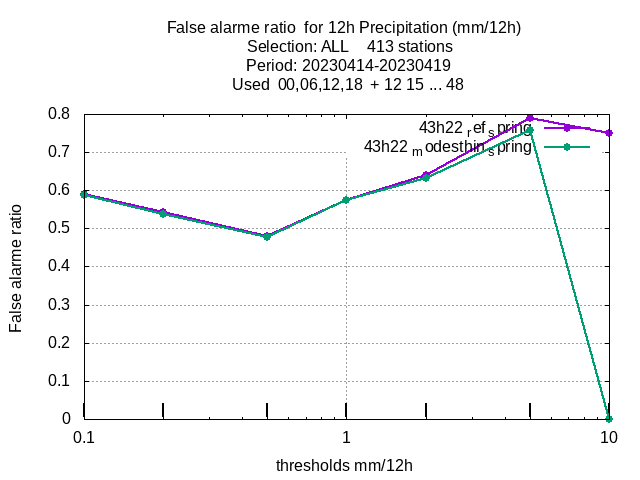 False alarme ratio  for 12h Precipitation (mm/12h)
Selection: ALL    413 stations
Period: 20230414-20230419
Used  00,06,12,18  + 12 15 ... 48
43h22 ref spring
43h22 modesthin spring
0.8
0.7
0.6
0.5
0.4
0.3
0.2
0.1
0
False alarme ratio
0.1
1
10
thresholds mm/12h